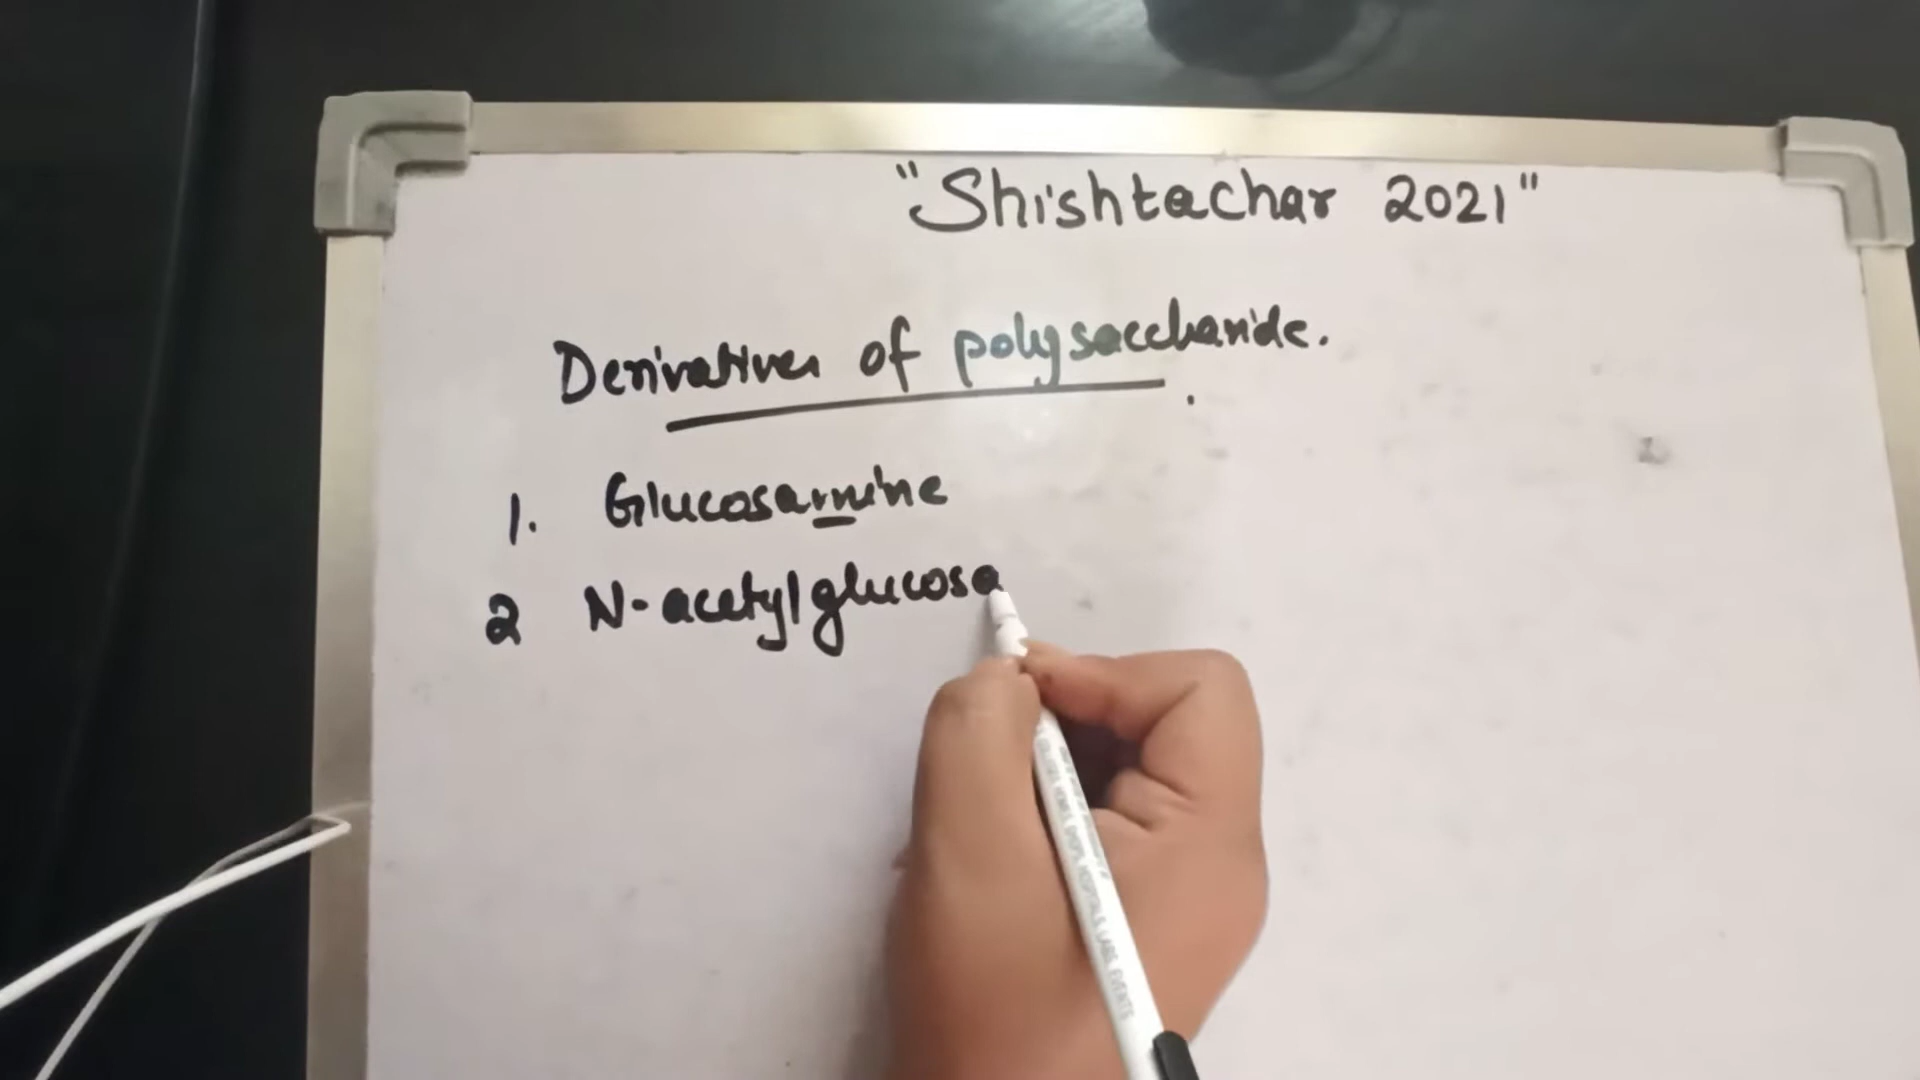 "Shishtachar 2021"
Derivatives of polysaccharide.
1. Glucosamine
2 N-acetylglucosa